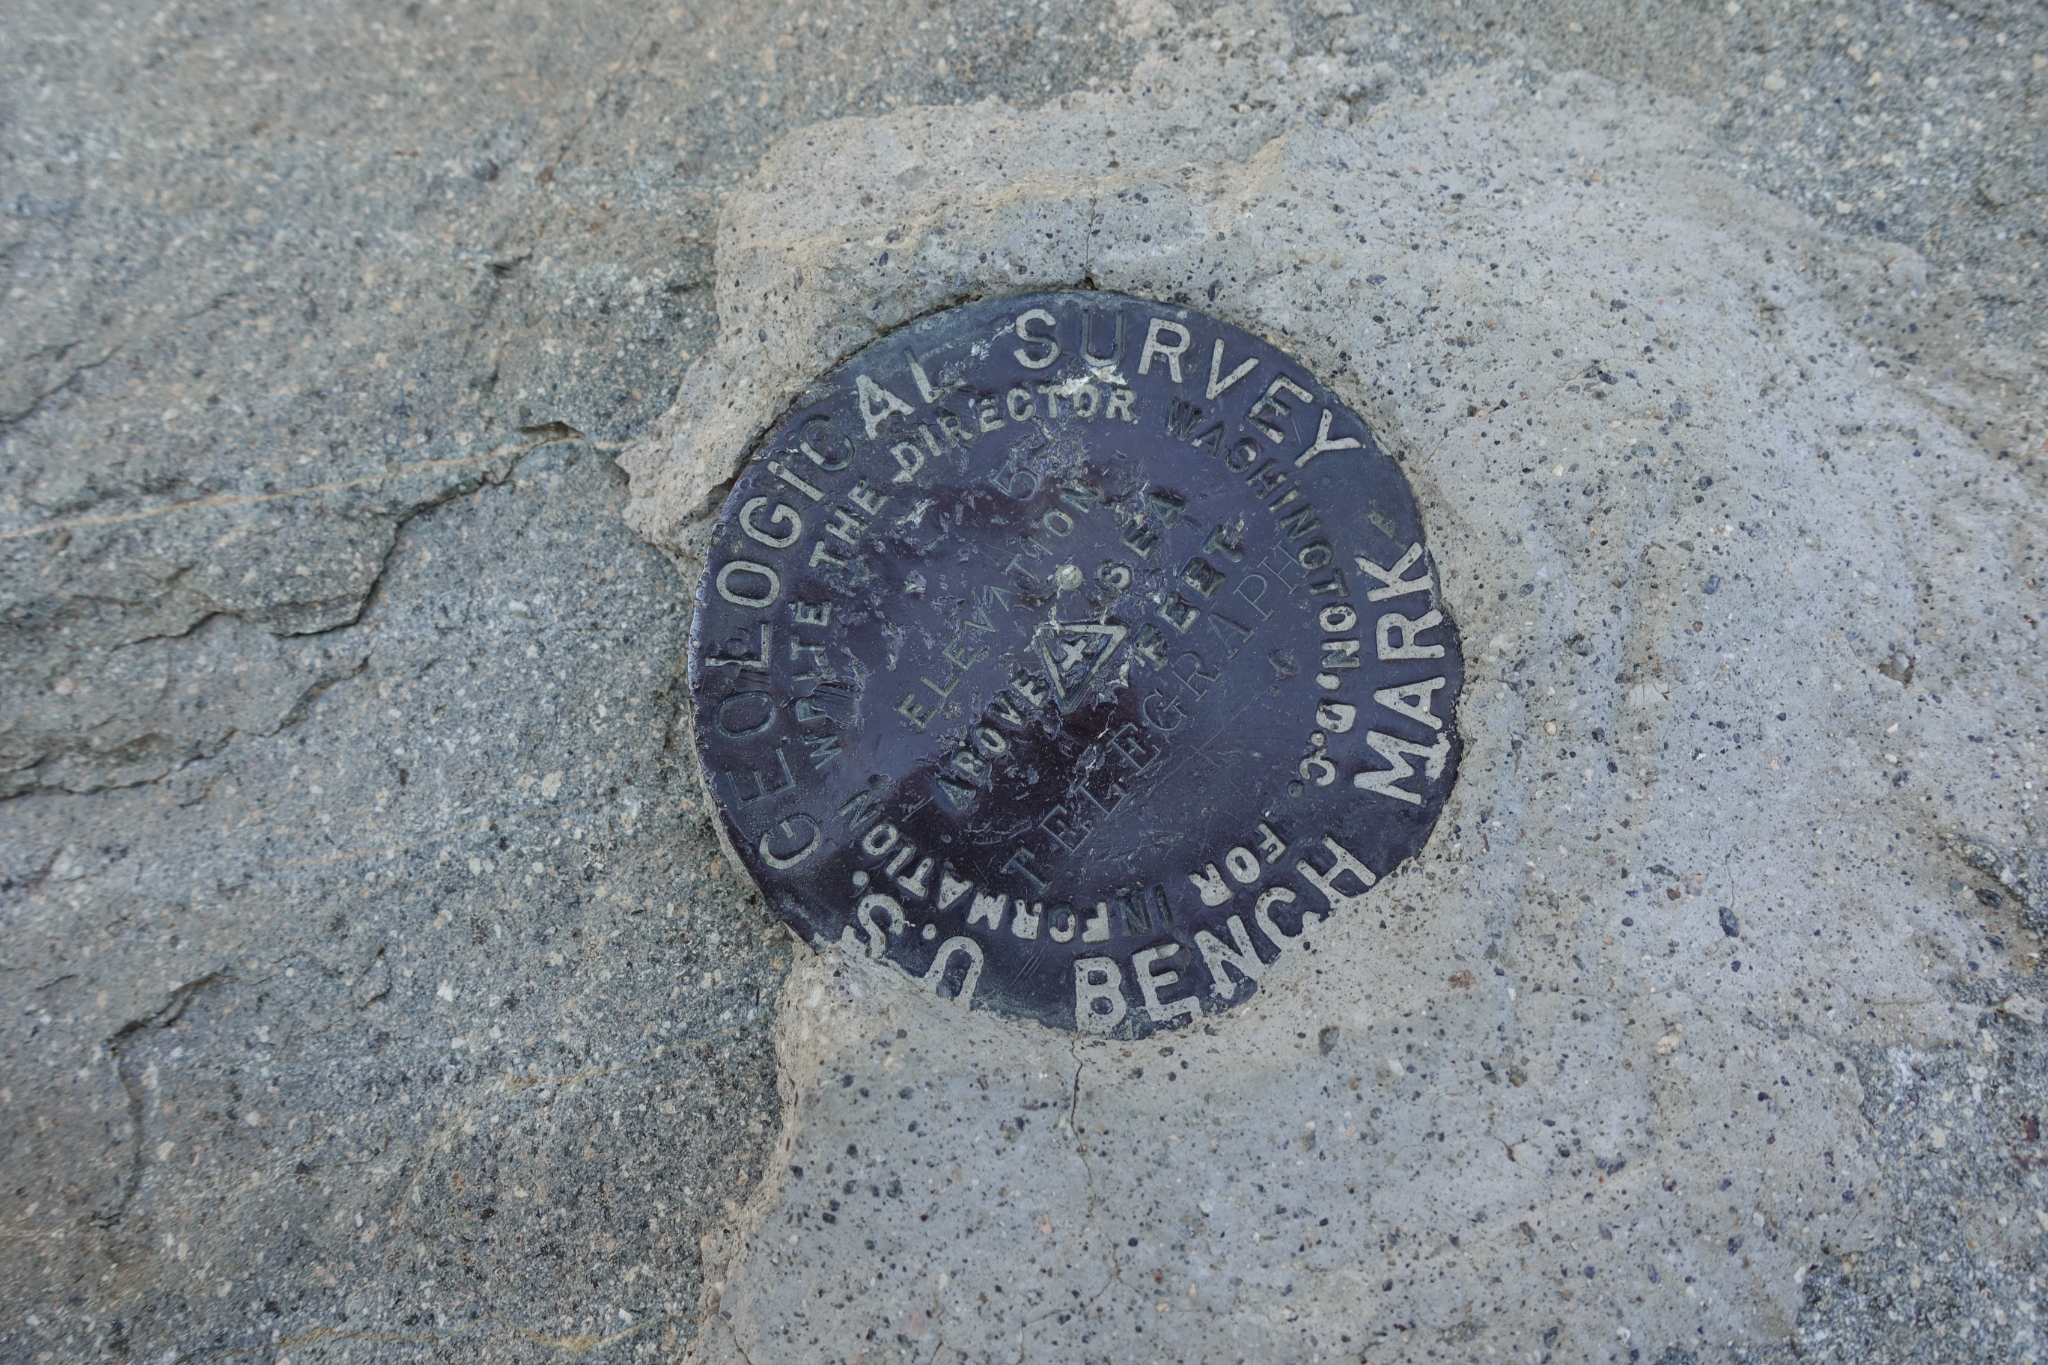 U.S. GEOLOGICAL SURVEY
BENCH MARK
WRITE THE DIRECTOR WASHINGTON, D.C.
FOR INFORMATION
ELEVATION
ABOVE SEA
FEET
TELEGRAPH